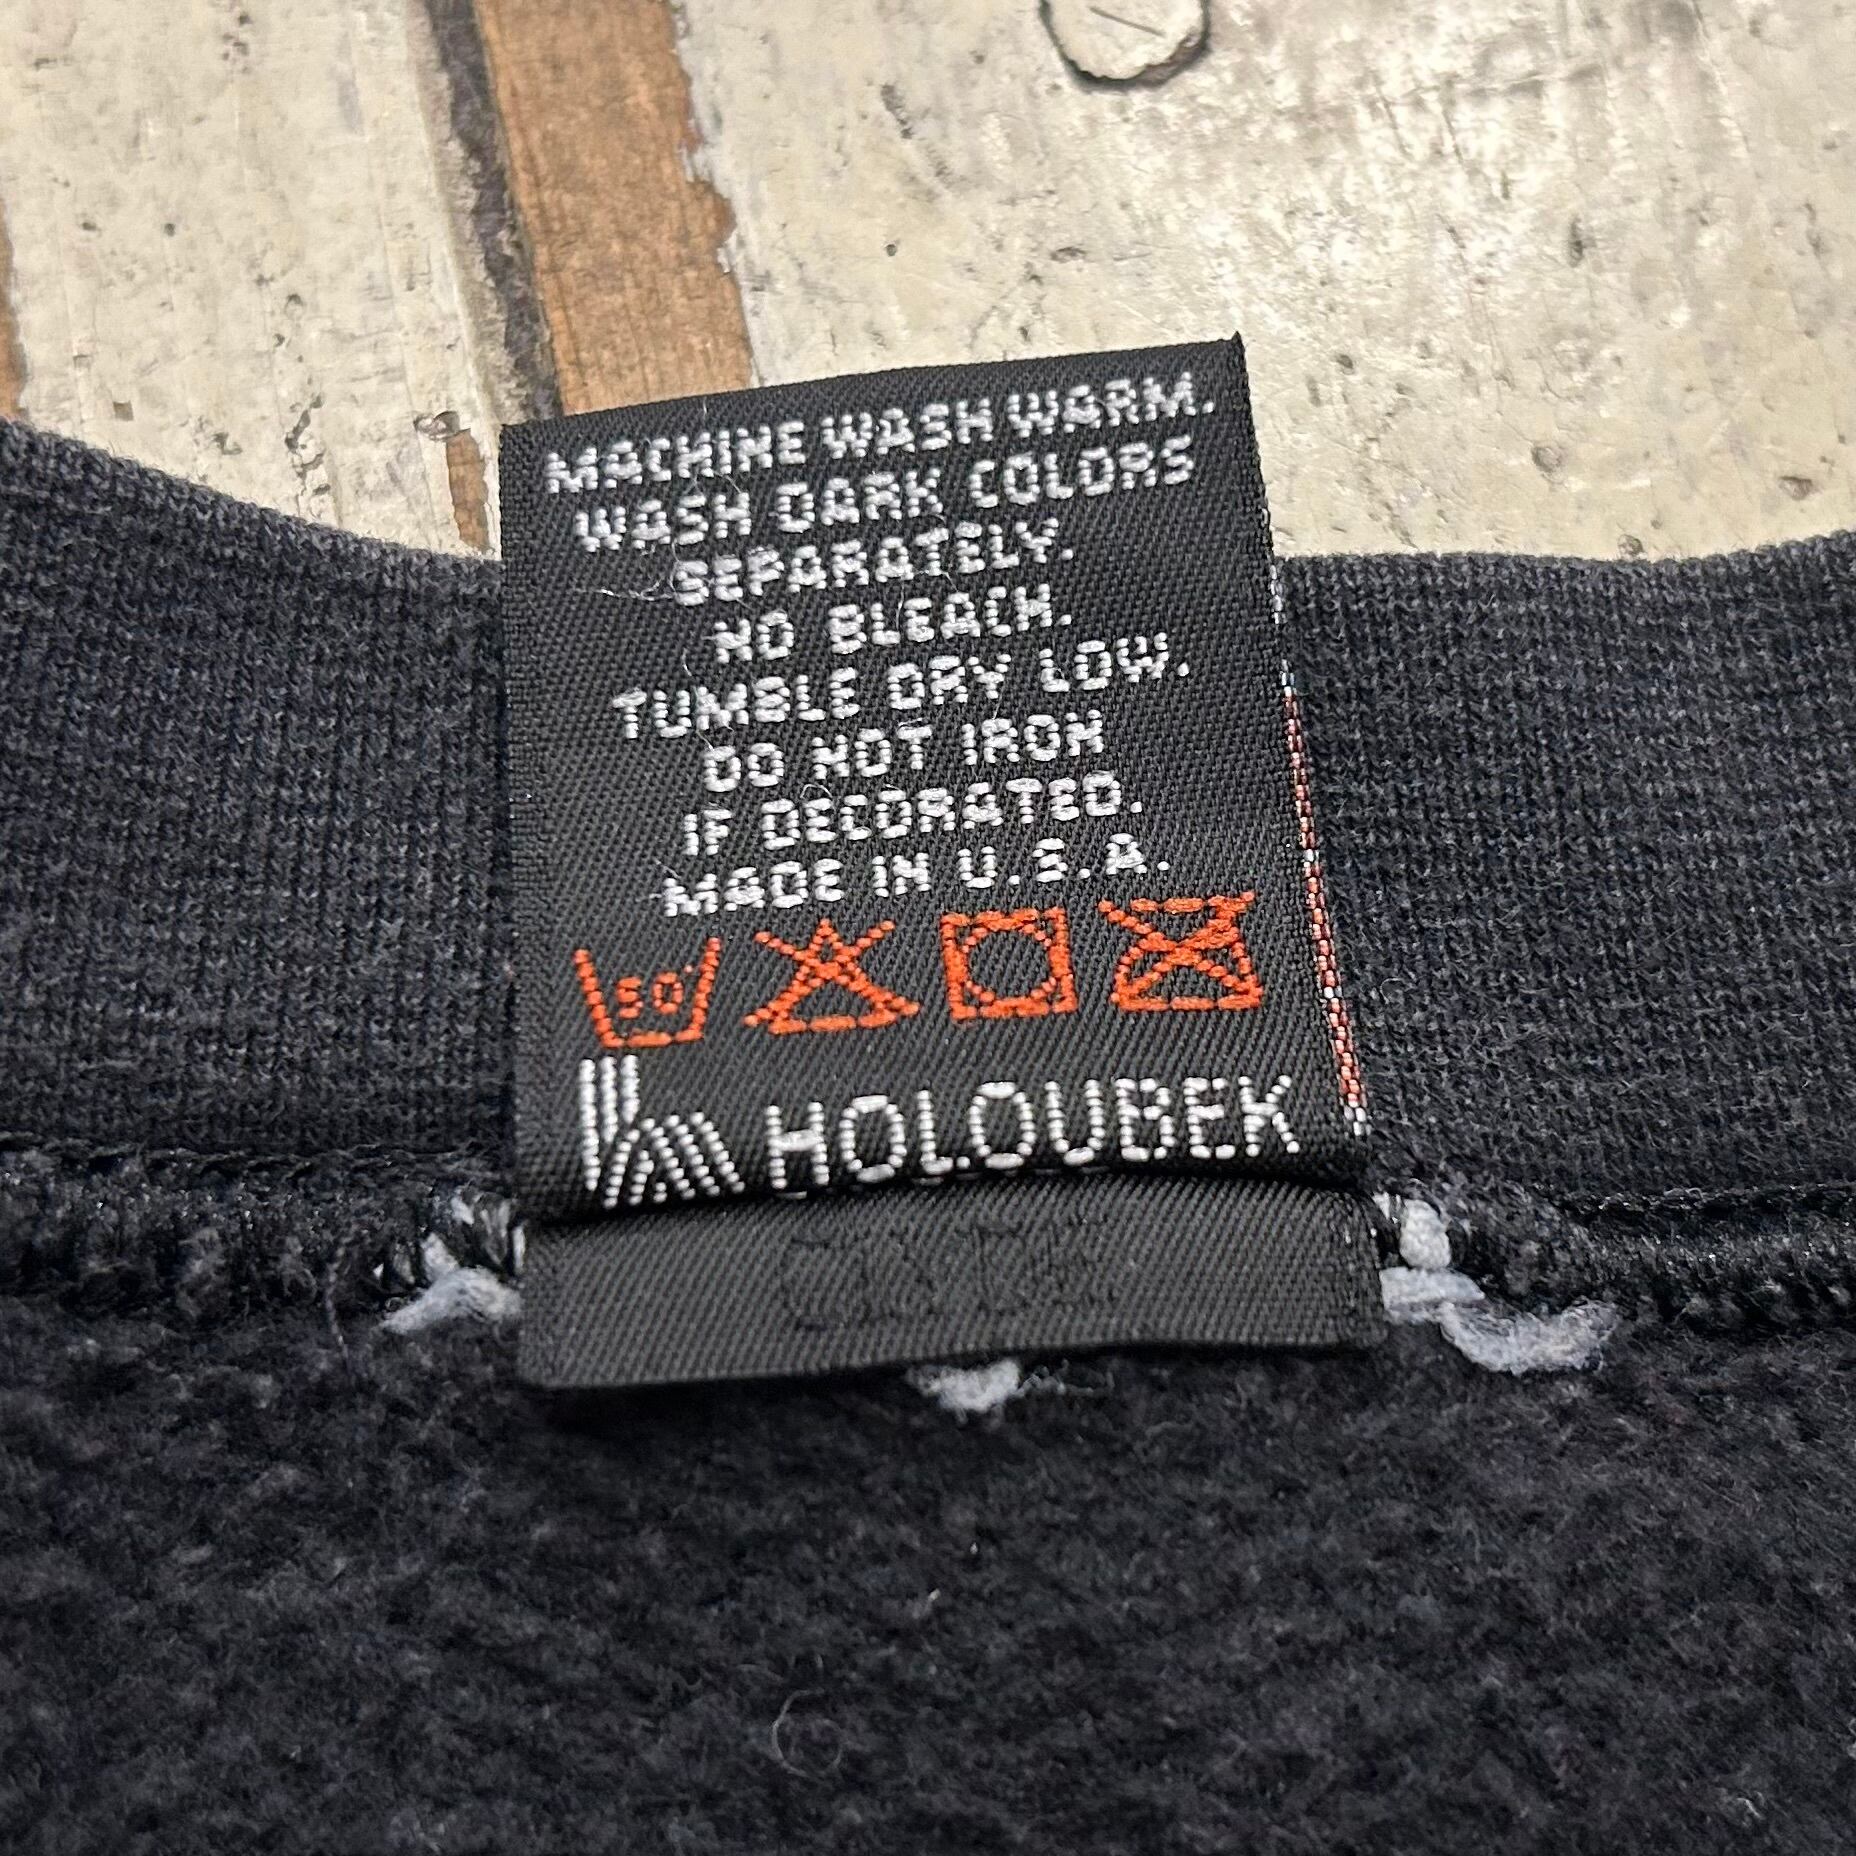 MACHINE WASH WARM.
WASH DARK COLORS
SEPARATELY.
NO BLEACH.
TUMBLE DRY LOW.
DO NOT IRON
IF DECORATED.
MADE IN U.S.A.
50°
HOLOUBEK